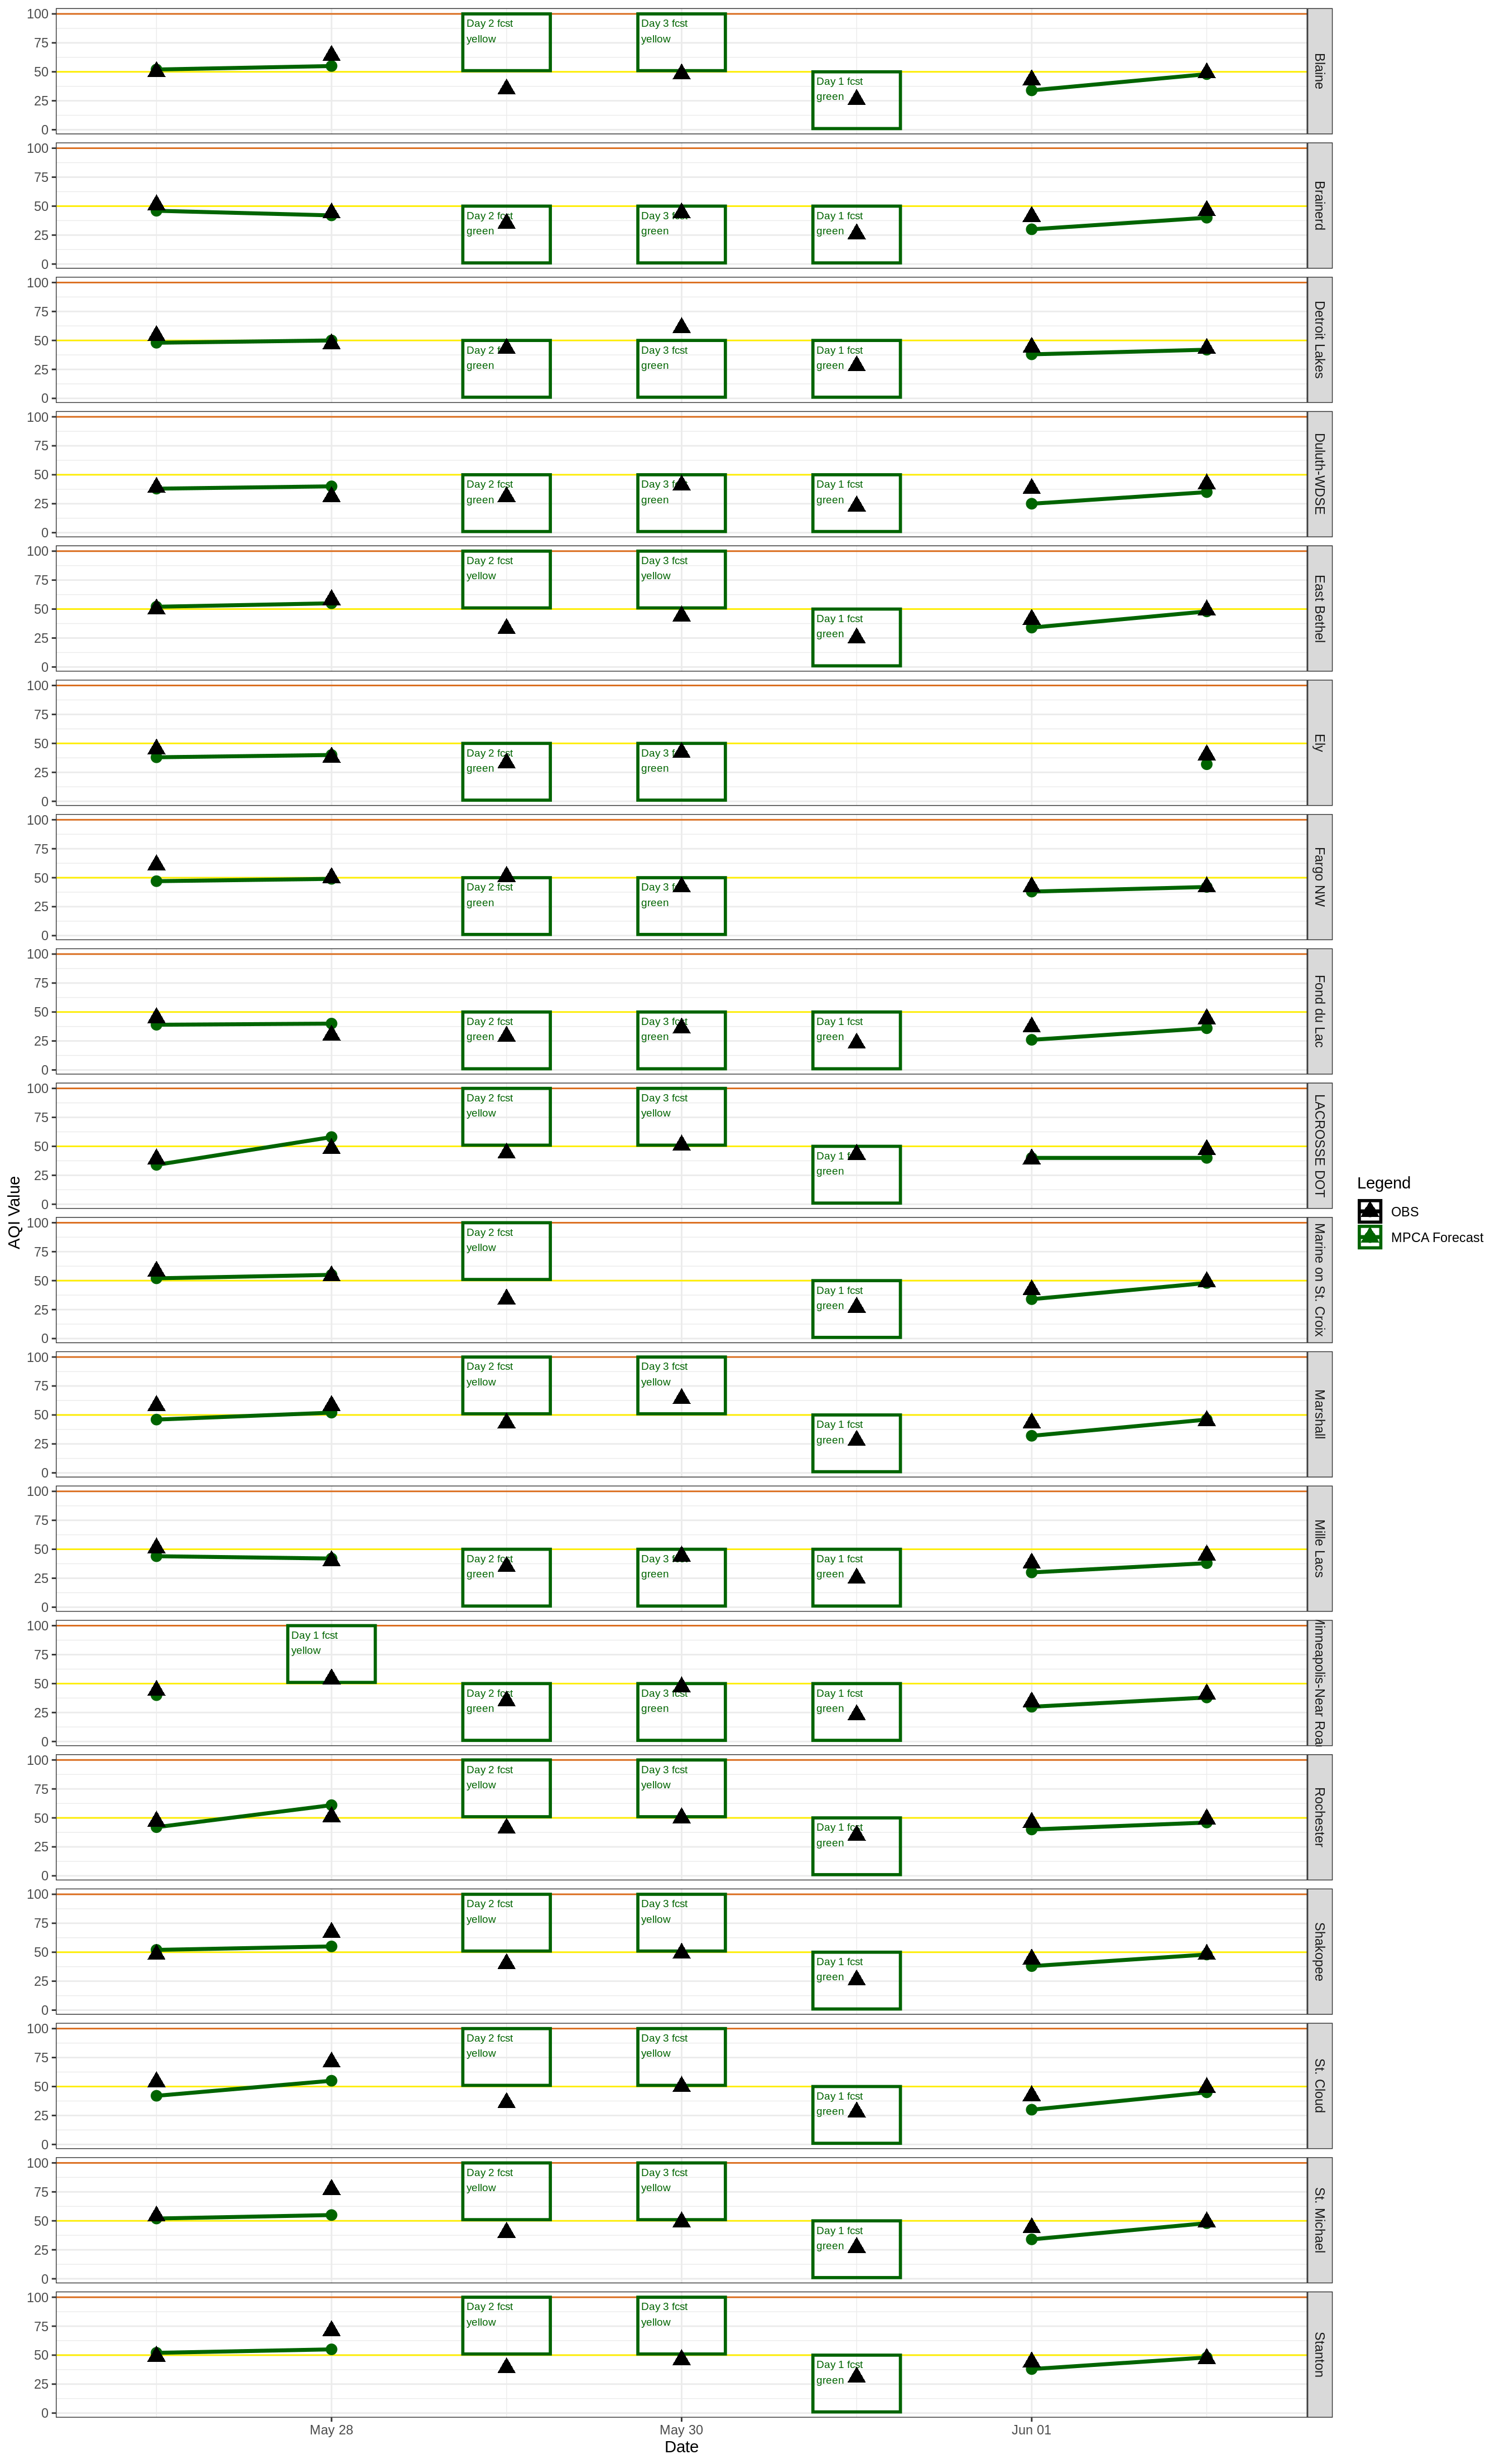 100
75
50
25
0
Day 2 fcst
yellow
Day 3 fcst
yellow
Day 1 fcst
green
Blaine
100
75
50
25
0
Day 2 fcst
green
Day 3 fcst
green
Day 1 fcst
green
Brainerd
100
75
50
25
0
Day 2 fcst
green
Day 3 fcst
green
Day 1 fcst
green
Detroit Lakes
100
75
50
25
0
Day 2 fcst
green
Day 3 fcst
green
Day 1 fcst
green
Duluth-WDSE
100
75
50
25
0
Day 2 fcst
yellow
Day 3 fcst
yellow
Day 1 fcst
green
East Bethel
100
75
50
25
0
Day 2 fcst
green
Day 3 fcst
green
Ely
100
75
50
25
0
Day 2 fcst
green
Day 3 fcst
green
Fargo NW
100
75
50
25
0
Day 2 fcst
green
Day 3 fcst
green
Day 1 fcst
green
Fond du Lac
100
75
50
25
0
Day 2 fcst
yellow
Day 3 fcst
yellow
Day 1 fcst
green
LACROSSE DOT
100
75
50
25
0
Day 2 fcst
yellow
Day 1 fcst
green
Marine on St. Croix
100
75
50
25
0
Day 2 fcst
yellow
Day 3 fcst
yellow
Day 1 fcst
green
Marshall
100
75
50
25
0
Day 2 fcst
green
Day 3 fcst
green
Day 1 fcst
green
Mille Lacs
100
75
50
25
0
Day 1 fcst
yellow
Day 2 fcst
green
Day 3 fcst
green
Day 1 fcst
green
Minneapolis-Near Road
100
75
50
25
0
Day 2 fcst
yellow
Day 3 fcst
yellow
Day 1 fcst
green
Rochester
100
75
50
25
0
Day 2 fcst
yellow
Day 3 fcst
yellow
Day 1 fcst
green
Shakopee
100
75
50
25
0
Day 2 fcst
yellow
Day 3 fcst
yellow
Day 1 fcst
green
St. Cloud
100
75
50
25
0
Day 2 fcst
yellow
Day 3 fcst
yellow
Day 1 fcst
green
St. Michael
100
75
50
25
0
Day 2 fcst
yellow
Day 3 fcst
yellow
Day 1 fcst
green
Stanton
May 28
May 30
Jun 01
Date
AQI Value
Legend
OBS
MPCA Forecast